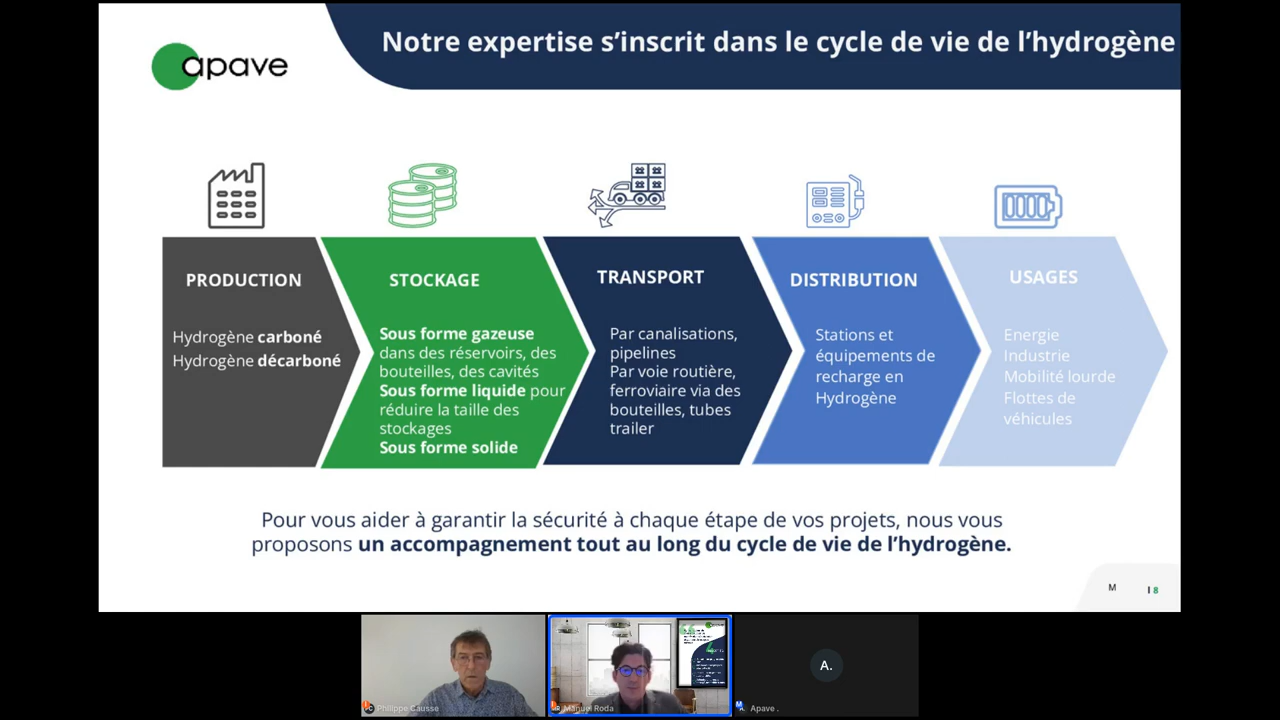 Notre expertise s'inscrit dans le cycle de vie de l'hydrogène
apave
PRODUCTION
Hydrogène carboné
Hydrogène décarboné
STOCKAGE
Sous forme gazeuse
dans des réservoirs, des
bouteilles, des cavités
Sous forme liquide pour
réduire la taille des
stockages
Sous forme solide
TRANSPORT
Par canalisations,
pipelines
Par voie routière,
ferroviaire via des
bouteilles, tubes
trailer
DISTRIBUTION
Stations et
équipements de
recharge en
Hydrogène
USAGES
Energie
Industrie
Mobilité lourde
Flottes de
véhicules
Pour vous aider à garantir la sécurité à chaque étape de vos projets, nous vous
proposons un accompagnement tout au long du cycle de vie de l'hydrogène.
M
8
Philippe Causse
Manuel Roda
A.
Apave .